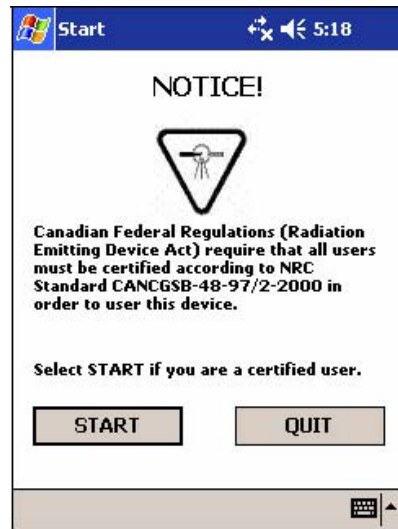 Start 5:18
NOTICE!
Canadian Federal Regulations (Radiation
Emitting Device Act) require that all users
must be certified according to NRC
Standard CANCGSB-48-97/2-2000 in
order to user this device.
Select START if you are a certified user.
START QUIT